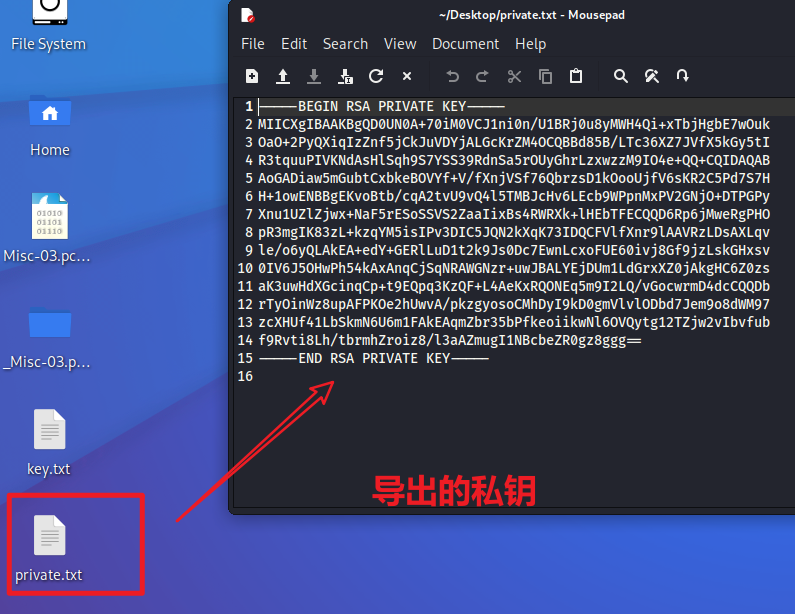 File System
Home
Misc-03.pc...
_Misc-03.p...
key.txt
private.txt
~/Desktop/private.txt - Mousepad
File Edit Search View Document Help
1 -----BEGIN RSA PRIVATE KEY-----
2 MIICXgIBAAKBgQD0UN0A+70iM0VCJ1ni0n/U1BRj0u8yMWH4Qi+xTbjHgbE7wOuk
3 OaO+2PyQXiqIzZnf5jCkJuVDYjALGcKrZM4OCQBBd85B/LTc36XZ7JVfX5kGy5tI
4 R3tquuPIVKNdAsHlSqh9S7YSS39RdnSa5rOUyGhrLzxwzzM9IO4e+QQ+CQIDAQAB
5 AoGADiaw5mGubtCxbkeBOVYf+V/fXnjVSf76QbrzsD1kOooUjfV6sKR2C5Pd7S7H
6 H+1owENBBgEKvoBtb/cqA2tvU9vQ4l5TMBJcHv6LEcb9WPpnMxPV2GNjO+DTPGPy
7 Xnu1UZlZjwx+NaF5rESoSSVS2ZaaIixBs4RWRXk+lHEbTFECQQD6Rp6jMweRgPHO
8 pR3mgIK83zL+kzqYM5isIPv3DIC5JQN2kXqK73IDQCFVlfXnr9lAAVRzLDsAXLqv
9 le/o6yQLAkEA+edY+GERlLuD1t2k9Js0Dc7EwnLcxoFUE60ivj8Gf9jzLskGHxsv
10 0IV6J5OHwPh54kAxAnqCjSqNRAWGNzr+uwJBALYEjDUm1LdGrxXZ0jAkgHC6Z0zs
11 aK3uwHdXGcinqCp+t9EQpq3KzQF+L4AeKxRQONEq5m9I2LQ/vGocwrmD4dcCQQDb
12 rTyOinWz8upAFPKOe2hUwvA/pkzgyosoCMhDyI9kD0gmVlvlODbd7Jem9o8dWM97
13 zcXHUf41LbSkmN6U6m1FAkEAqmZbr35bPfkeoiikwNl6OVQytg12TZjw2vIbvfub
14 f9Rvti8Lh/tbrmhZroiz8/l3aAZmugI1NBcbeZR0gz8ggg==
15 -----END RSA PRIVATE KEY-----
16
导出的私钥